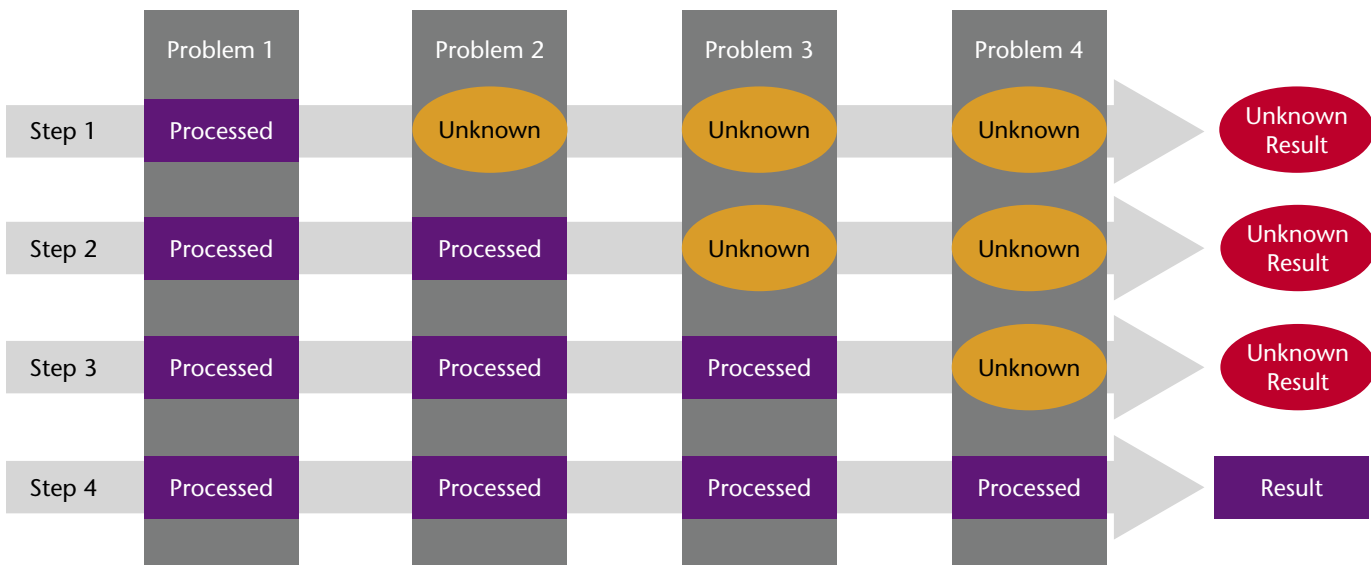 Problem 1 Problem 2 Problem 3 Problem 4
Step 1 Processed Unknown Unknown Unknown Unknown
Result
Step 2 Processed Processed Unknown Unknown Unknown
Result
Step 3 Processed Processed Processed Unknown Unknown
Result
Step 4 Processed Processed Processed Processed Result